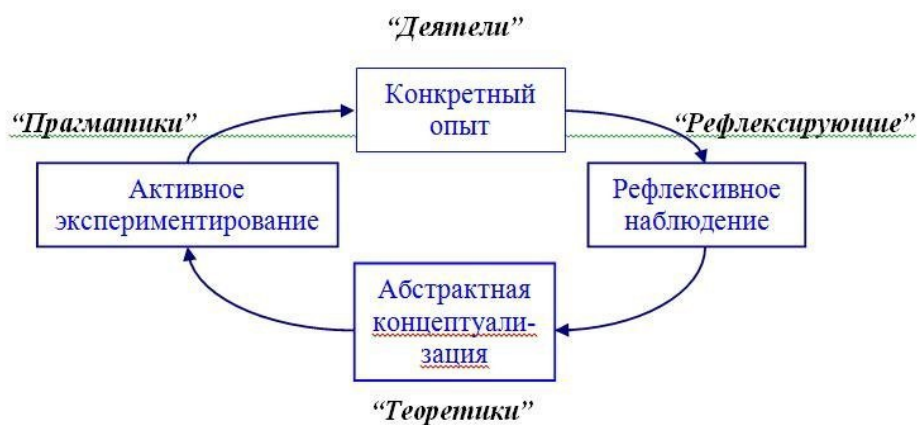 “Деятели”
Конкретный
опыт
“Прагматики”
“Рефлексирующие”
Активное
экспериментирование
Рефлексивное
наблюдение
Абстрактная
концептуали-
зация
“Теоретики”